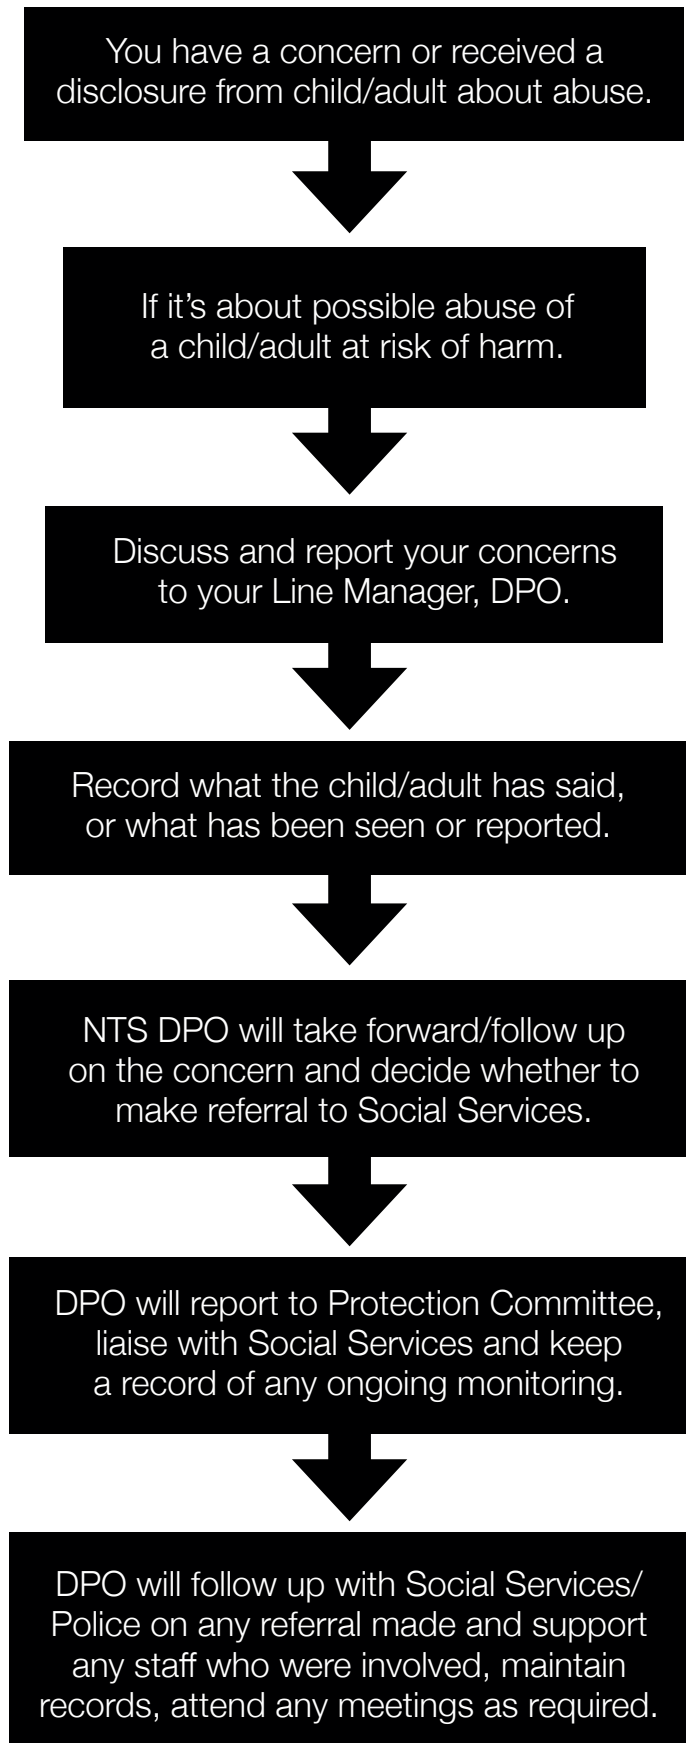 You have a concern or received a
disclosure from child/adult about abuse.
If it’s about possible abuse of
a child/adult at risk of harm.
Discuss and report your concerns
to your Line Manager, DPO.
Record what the child/adult has said,
or what has been seen or reported.
NTS DPO will take forward/follow up
on the concern and decide whether to
make referral to Social Services.
DPO will report to Protection Committee,
liaise with Social Services and keep
a record of any ongoing monitoring.
DPO will follow up with Social Services/
Police on any referral made and support
any staff who were involved, maintain
records, attend any meetings as required.